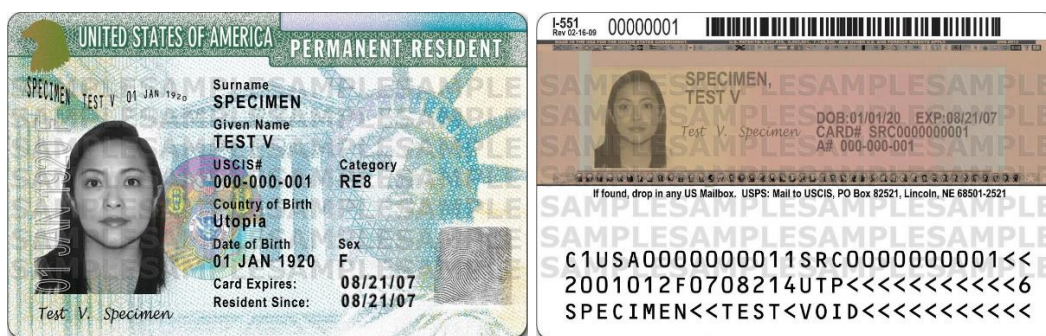 UNITED STATES OF AMERICA
PERMANENT RESIDENT
SPECIMEN TEST V 01 JAN 1920
Surname
SPECIMEN
Given Name
TEST V
USCIS# Category
000-000-001 RE8
Country of Birth
Utopia
Date of Birth Sex
01 JAN 1920 F
Card Expires: 08/21/07
Resident Since: 08/21/07
01 JAN 1920 F
Test V. Specimen
SAMPLE
I-551
Rev 02-16-09
00000001
SPECIMEN,
TEST V
DOB:01/01/20 EXP:08/21/07
Test V. Specimen CARD# SRC0000000001
A# 000-000-001
If found, drop in any US Mailbox. USPS: Mail to USCIS, PO Box 82521, Lincoln, NE 68501-2521
SAMPLESAMPLESAMPLESAMPLE
C1USA0000000011SRC0000000001<<
2001012F0708214UTP<<<<<<<<<<<6
SPECIMEN<<TEST<VOID<<<<<<<<<<<